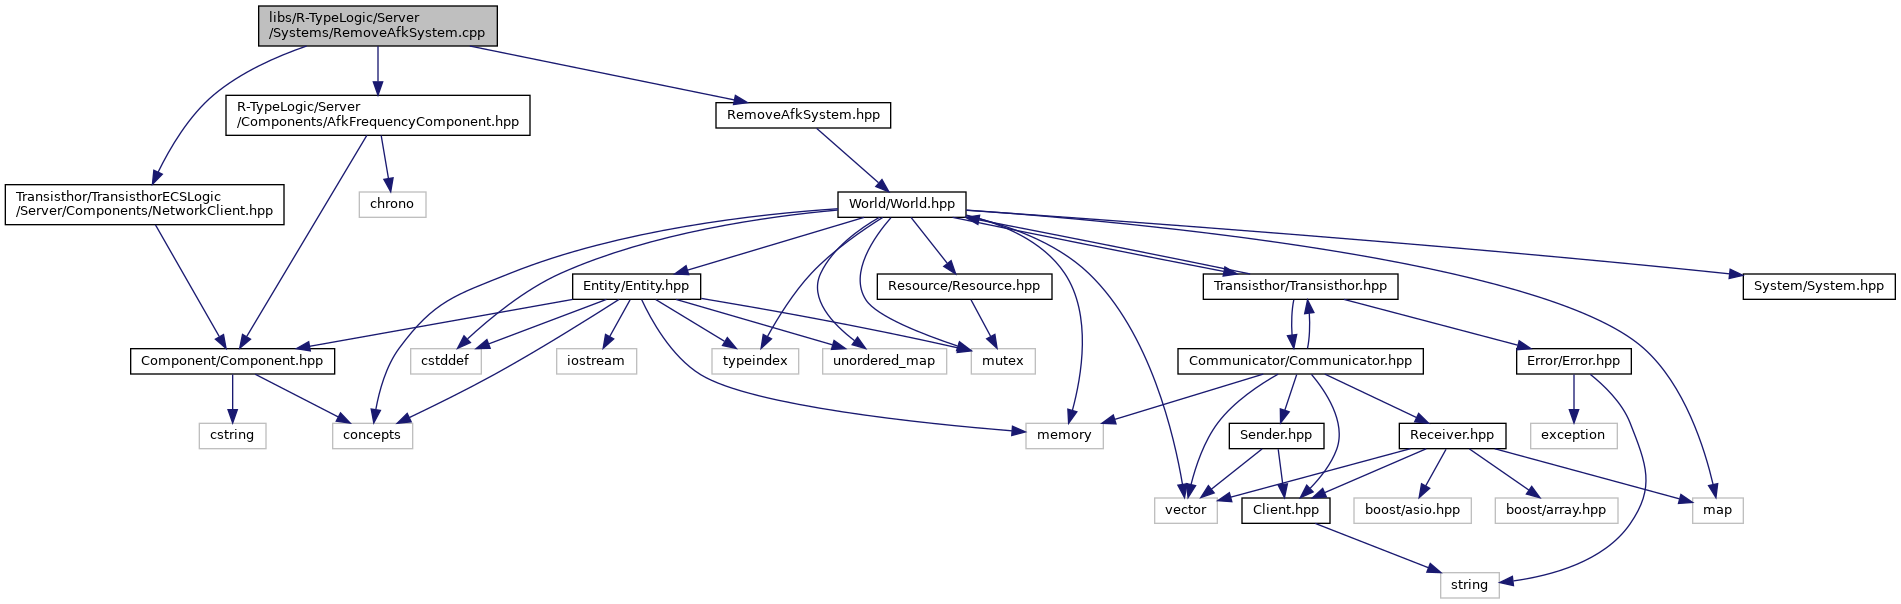 libs/R-TypeLogic/Server
/Systems/RemoveAfkSystem.cpp
R-TypeLogic/Server
/Components/AfkFrequencyComponent.hpp
RemoveAfkSystem.hpp
Transisthor/TransisthorECSLogic
/Server/Components/NetworkClient.hpp
chrono
World/World.hpp
Entity/Entity.hpp
Resource/Resource.hpp
Transisthor/Transisthor.hpp
System/System.hpp
Component/Component.hpp
cstddef
iostream
typeindex
unordered_map
mutex
Communicator/Communicator.hpp
Error/Error.hpp
cstring
concepts
memory
Sender.hpp
Receiver.hpp
exception
vector
Client.hpp
boost/asio.hpp
boost/array.hpp
map
string